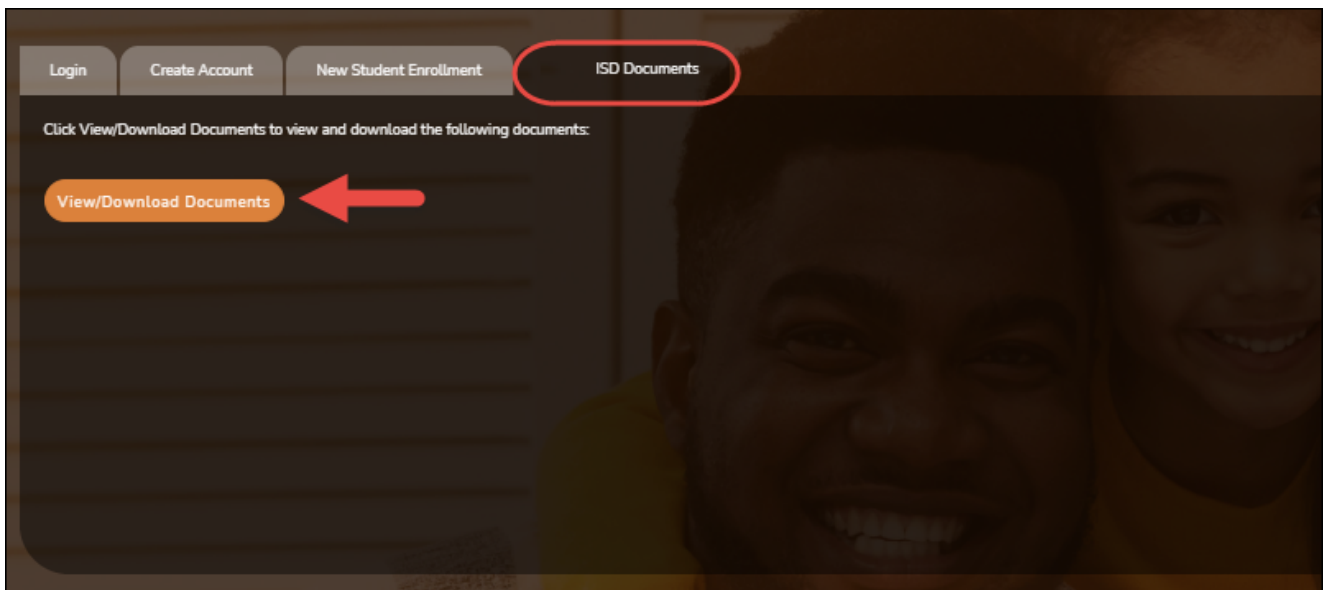 Login
Create Account
New Student Enrollment
ISD Documents
Click View/Download Documents to view and download the following documents:
View/Download Documents